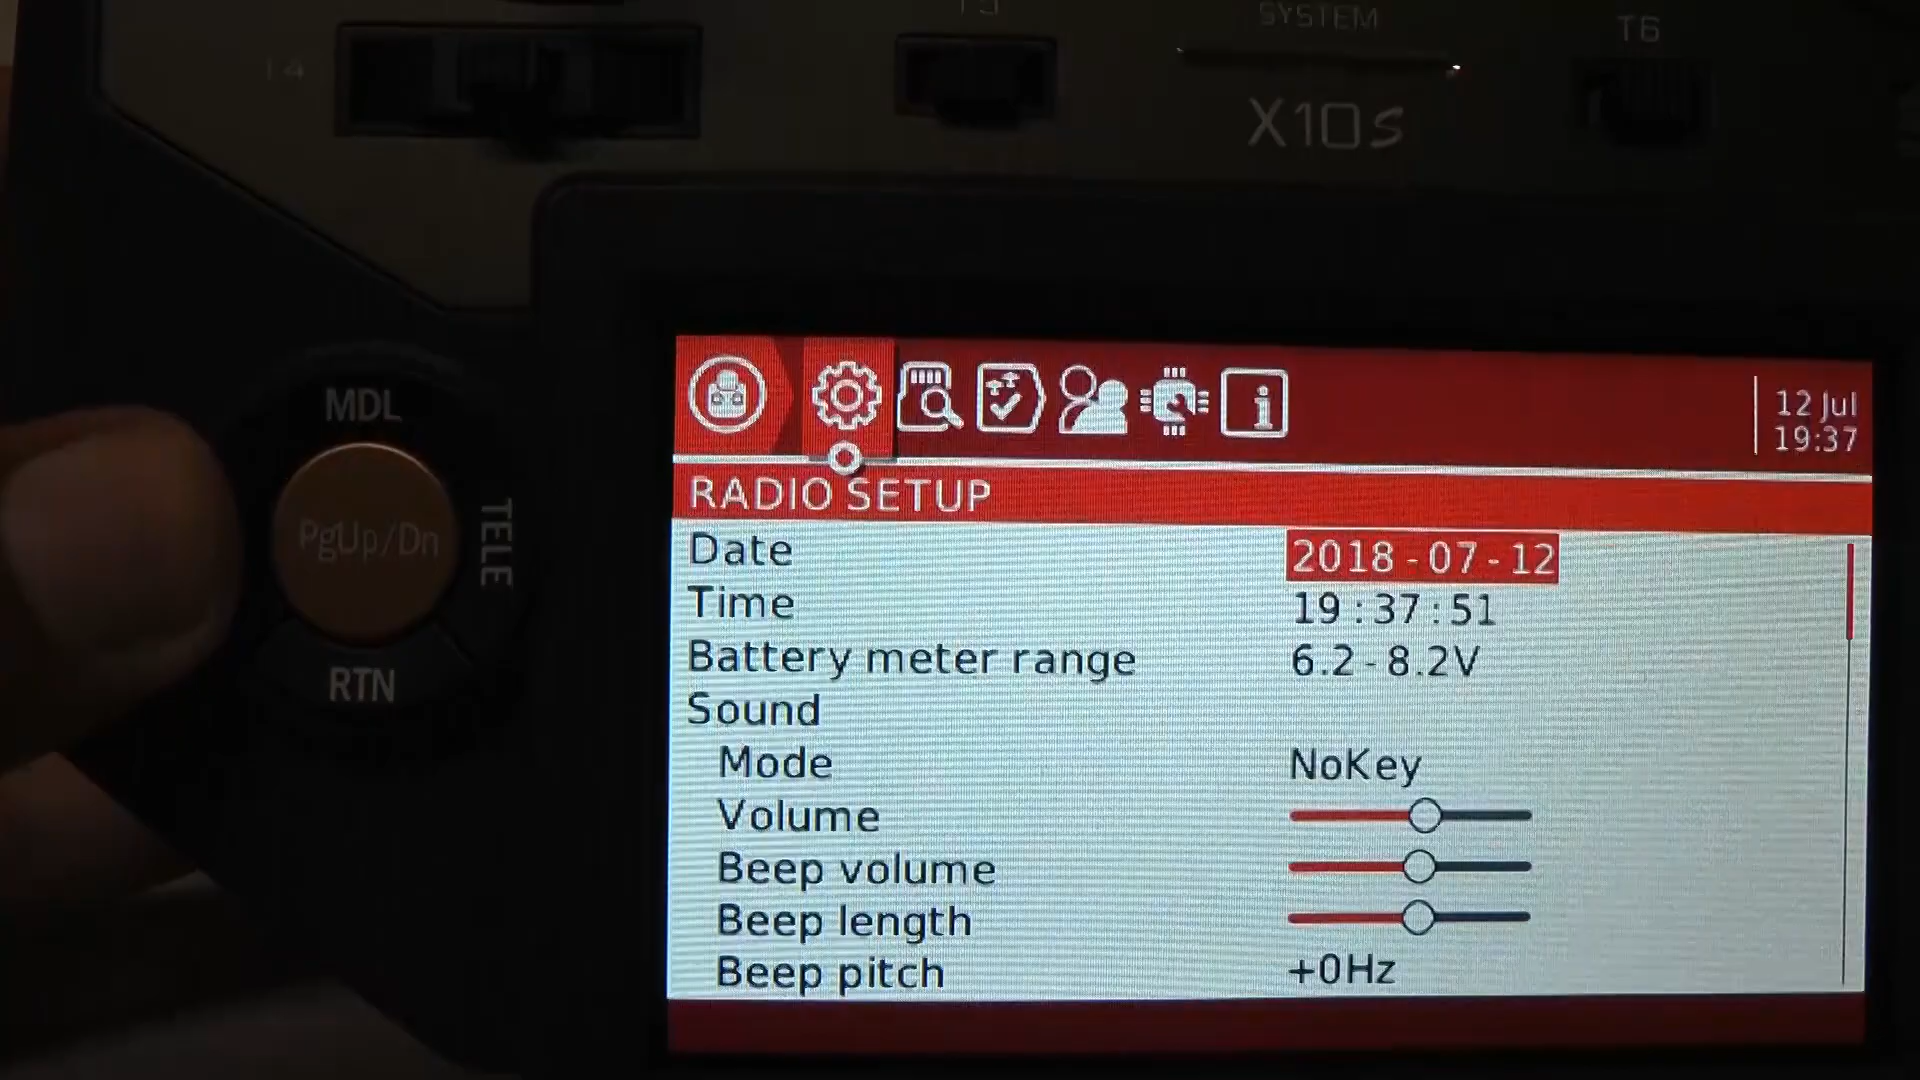 SYSTEM
T6
X10S
MDL
PgUp/Dn
TELE
RTN
12 Jul
19:37
RADIO SETUP
Date 2018-07-12
Time 19:37:51
Battery meter range 6.2-8.2V
Sound
Mode NoKey
Volume
Beep volume
Beep length
Beep pitch +0Hz